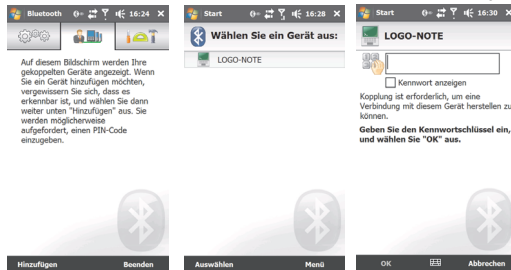 Bluetooth 16:24
Auf diesem Bildschirm werden Ihre
gekoppelten Geräte angezeigt. Wenn
Sie ein Gerät hinzufügen möchten,
vergewissern Sie sich, dass es
erkennbar ist, und wählen Sie dann
weiter unten "Hinzufügen" aus. Sie
werden möglicherweise
aufgefordert, einen PIN-Code
einzugeben.
Hinzufügen Beenden
Start 16:28
Wählen Sie ein Gerät aus:
LOGO-NOTE
Auswählen Menü
Start 16:30
LOGO-NOTE
Kennwort anzeigen
Kopplung ist erforderlich, um eine
Verbindung mit diesem Gerät herstellen zu
können.
Geben Sie den Kennwortschlüssel ein,
und wählen Sie "OK" aus.
OK Abbrechen